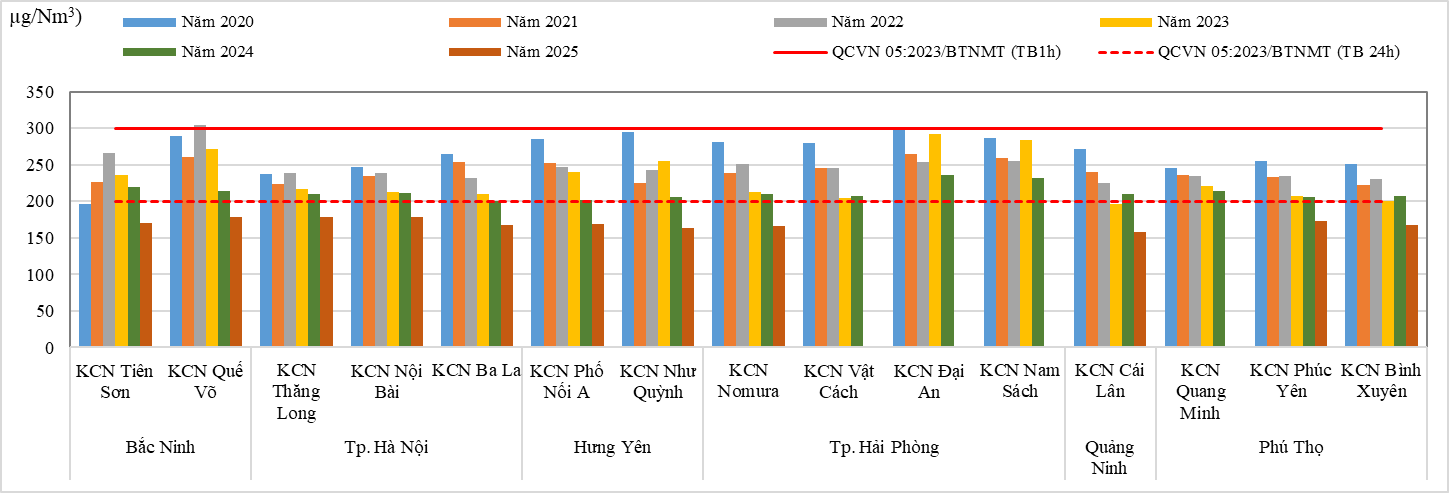 µg/Nm³)
Năm 2020
Năm 2021
Năm 2022
Năm 2023
Năm 2024
Năm 2025
QCVN 05:2023/BTNMT (TB1h)
QCVN 05:2023/BTNMT (TB 24h)
350
300
250
200
150
100
50
0
KCN Tiên
Sơn
KCN Quế
Võ
KCN
Thăng
Long
KCN Nội
Bài
KCN Ba La
KCN Phố
Nối A
KCN Như
Quỳnh
KCN
Nomura
KCN Vật
Cách
KCN Đại
An
KCN Nam
Sách
KCN Cái
Lân
KCN
Quang
Minh
KCN Phúc
Yên
KCN Bình
Xuyên
Bắc Ninh
Tp. Hà Nội
Hưng Yên
Tp. Hải Phòng
Quảng
Ninh
Phú Thọ